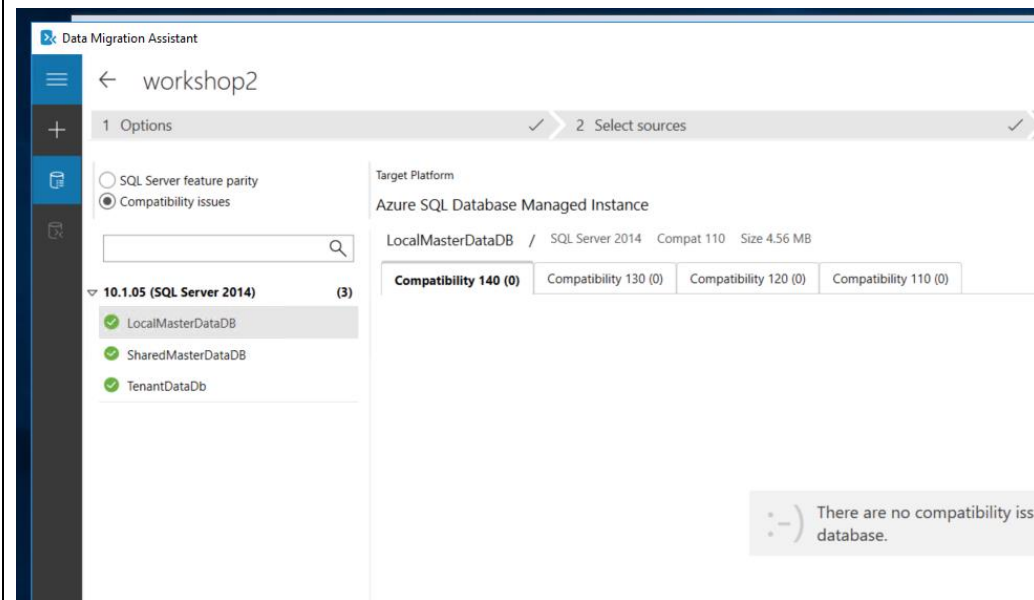 Data Migration Assistant
workshop2
1 Options
2 Select sources
SQL Server feature parity
Compatibility issues
10.1.05 (SQL Server 2014) (3)
LocalMasterDataDB
SharedMasterDataDB
TenantDataDb
Target Platform
Azure SQL Database Managed Instance
LocalMasterDataDB / SQL Server 2014 Compat 110 Size 4.56 MB
Compatibility 140 (0) Compatibility 130 (0) Compatibility 120 (0) Compatibility 110 (0)
:-) There are no compatibility iss
database.